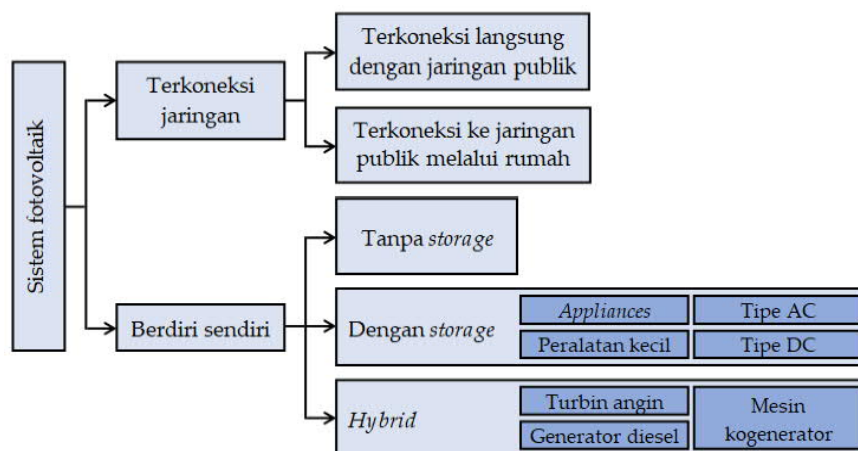 Sistem fotovoltaik
Terkoneksi
jaringan
Terkoneksi langsung
dengan jaringan publik
Terkoneksi ke jaringan
publik melalui rumah
Berdiri sendiri
Tanpa storage
Dengan storage
Appliances
Tipe AC
Peralatan kecil
Tipe DC
Hybrid
Turbin angin
Generator diesel
Mesin
kogenerator